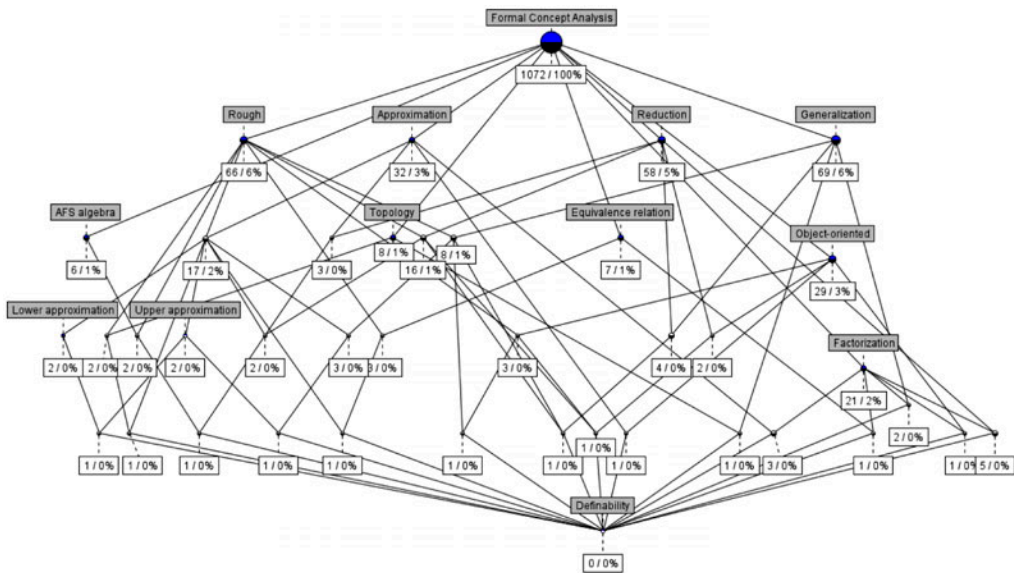 Formal Concept Analysis
1072 / 100%
Rough
Approximation
Reduction
Generalization
66 / 6%
32 / 3%
58 / 5%
69 / 6%
AFS algebra
Topology
Equivalence relation
Object-oriented
6 / 1%
17 / 2%
3 / 0%
8 / 1%
16 / 1%
8 / 1%
7 / 1%
29 / 3%
Lower approximation
Upper approximation
Factorization
2 / 0%
2 / 0%
2 / 0%
2 / 0%
2 / 0%
3 / 0%
3 / 0%
3 / 0%
4 / 0%
2 / 0%
21 / 2%
2 / 0%
1 / 0%
1 / 0%
1 / 0%
1 / 0%
1 / 0%
1 / 0%
1 / 0%
1 / 0%
1 / 0%
1 / 0%
3 / 0%
1 / 0%
1 / 0%
5 / 0%
Definability
0 / 0%